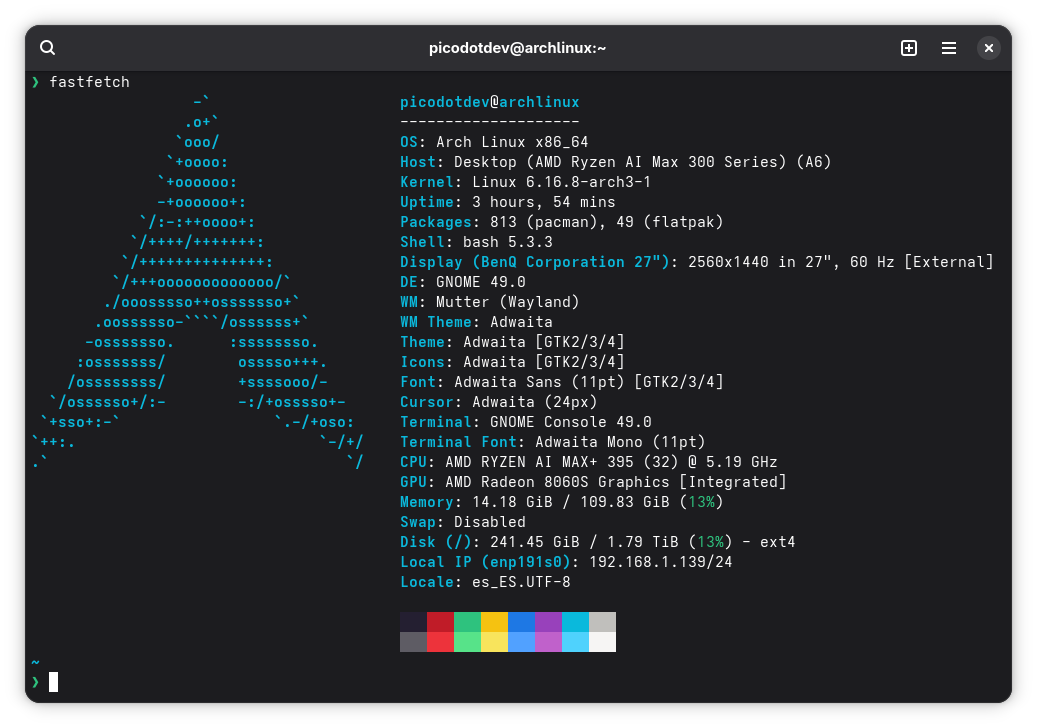 picodotdev@archlinux:~
❯ fastfetch
                  -`                     picodotdev@archlinux
                 .o+`                    --------------------
                `ooo/                    OS: Arch Linux x86_64
               `+oooo:                   Host: Desktop (AMD Ryzen AI Max 300 Series) (A6)
              `+oooooo:                  Kernel: Linux 6.16.8-arch3-1
              -+oooooo+:                 Uptime: 3 hours, 54 mins
            `/:-:++oooo+:                Packages: 813 (pacman), 49 (flatpak)
           `/++++/+++++++:               Shell: bash 5.3.3
          `/++++++++++++++:              Display (BenQ Corporation 27"): 2560x1440 in 27", 60 Hz [External]
         `/+++ooooooooooooo/`            DE: GNOME 49.0
        ./ooosssso++osssssso+`           WM: Mutter (Wayland)
       .oossssso-````/ossssss+`          WM Theme: Adwaita
      -osssssso.      :ssssssso.         Theme: Adwaita [GTK2/3/4]
     :osssssss/        osssso+++.        Icons: Adwaita [GTK2/3/4]
    /ossssssss/        +ssssooo/-        Font: Adwaita Sans (11pt) [GTK2/3/4]
  `/ossssso+/:-        -:/+osssso+-      Cursor: Adwaita (24px)
 `+sso+:-`                 `.-/+oso:     Terminal: GNOME Console 49.0
`++:.                           `-/+/    Terminal Font: Adwaita Mono (11pt)
.`                                 `/    CPU: AMD RYZEN AI MAX+ 395 (32) @ 5.19 GHz
                                         GPU: AMD Radeon 8060S Graphics [Integrated]
                                         Memory: 14.18 GiB / 109.83 GiB (13%)
                                         Swap: Disabled
                                         Disk (/): 241.45 GiB / 1.79 TiB (13%) - ext4
                                         Local IP (enp191s0): 192.168.1.139/24
                                         Locale: es_ES.UTF-8
~
❯